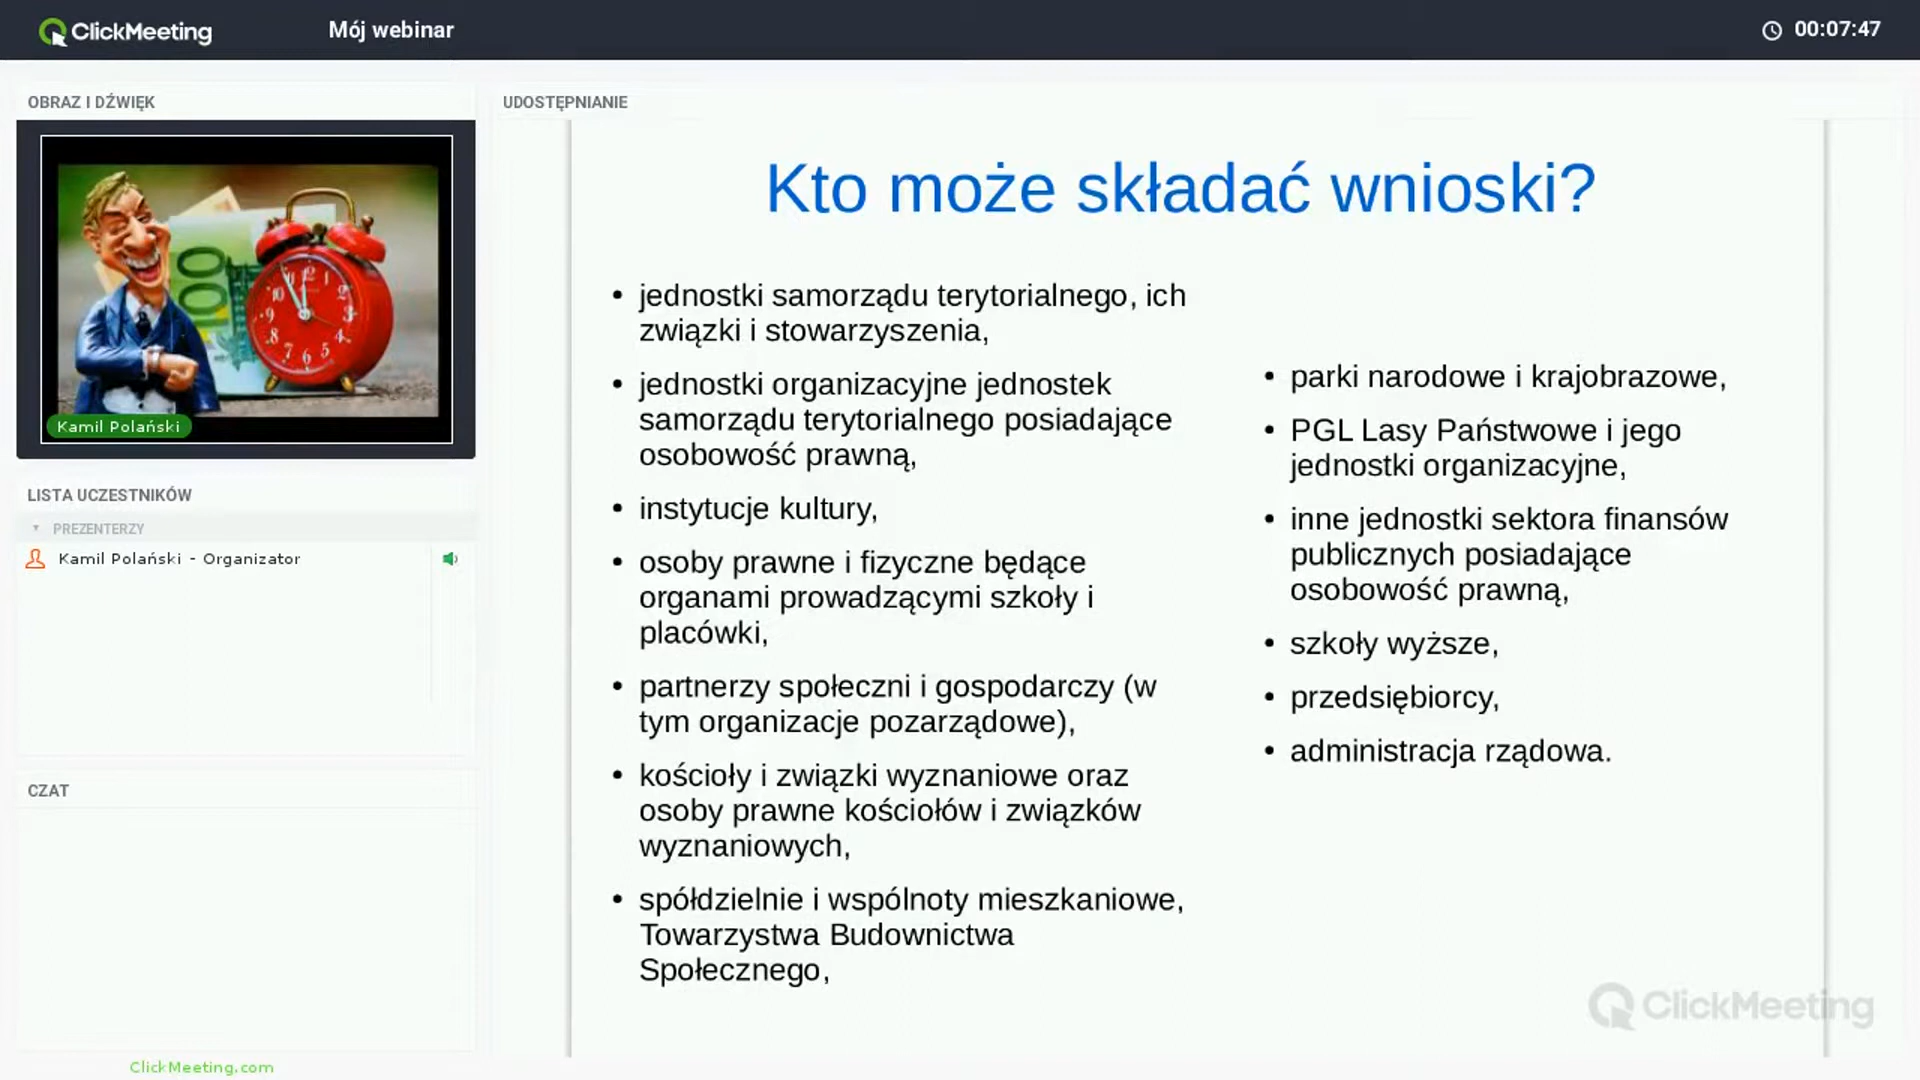 ClickMeeting
Mój webinar
00:07:47
OBRAZ I DŹWIĘK
Kamil Polański
LISTA UCZESTNIKÓW
PREZENTERZY
Kamil Polański - Organizator
CZAT
ClickMeeting.com
UDOSTĘPNIANIE
Kto może składać wnioski?
• jednostki samorządu terytorialnego, ich
związki i stowarzyszenia,
• jednostki organizacyjne jednostek
samorządu terytorialnego posiadające
osobowość prawną,
• instytucje kultury,
• osoby prawne i fizyczne będące
organami prowadzącymi szkoły i
placówki,
• partnerzy społeczni i gospodarczy (w
tym organizacje pozarządowe),
• kościoły i związki wyznaniowe oraz
osoby prawne kościołów i związków
wyznaniowych,
• spółdzielnie i wspólnoty mieszkaniowe,
Towarzystwa Budownictwa
Społecznego,
• parki narodowe i krajobrazowe,
• PGL Lasy Państwowe i jego
jednostki organizacyjne,
• inne jednostki sektora finansów
publicznych posiadające
osobowość prawną,
• szkoły wyższe,
• przedsiębiorcy,
• administracja rządowa.
ClickMeeting